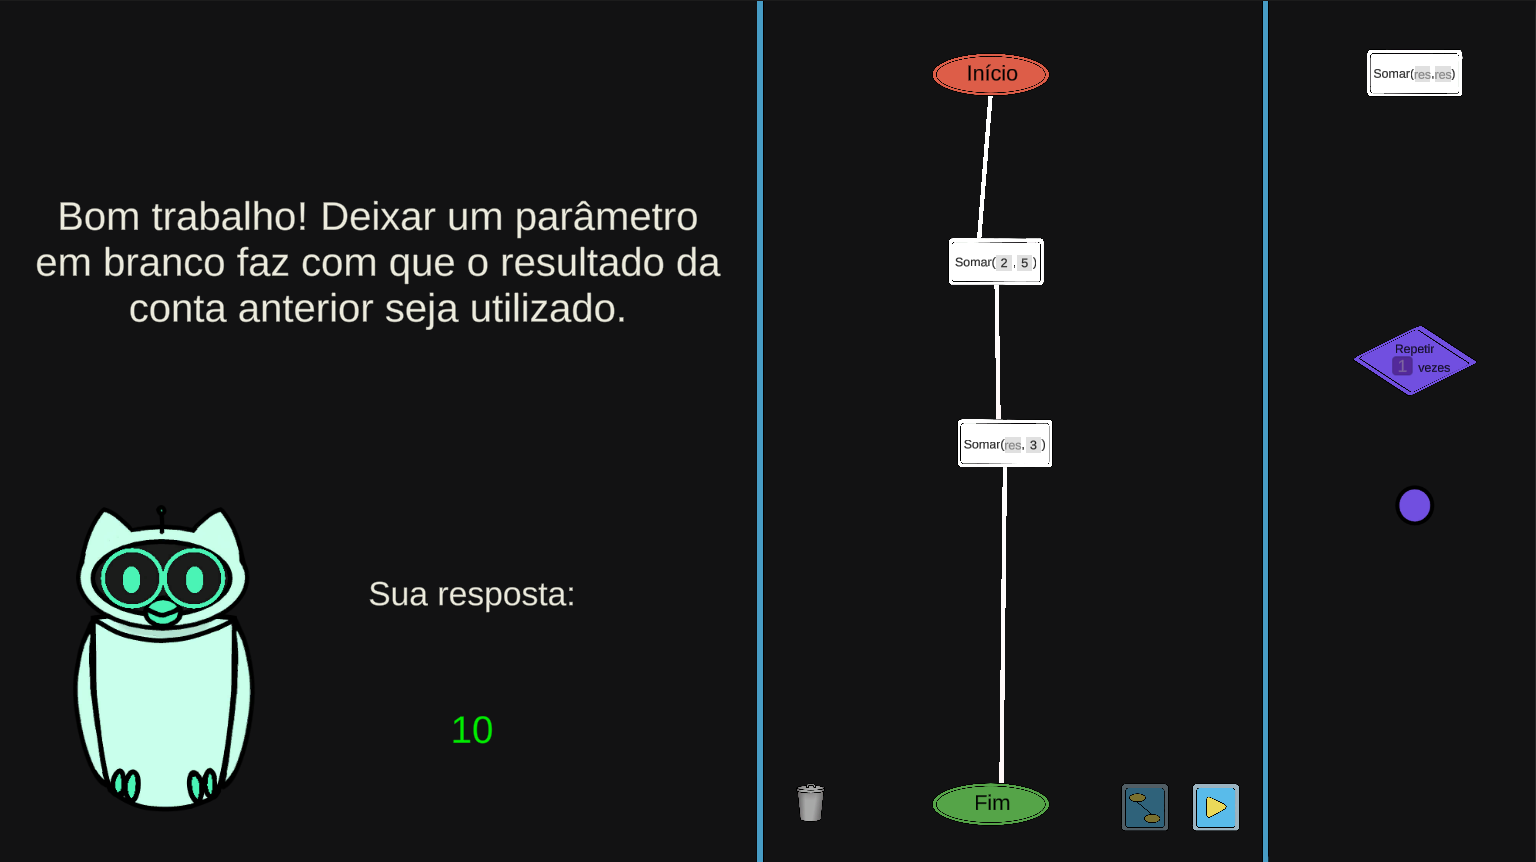 Bom trabalho! Deixar um parâmetro
em branco faz com que o resultado da
conta anterior seja utilizado.
Sua resposta:
10
Início
Somar( 2 , 5 )
Somar(res, 3 )
Fim
Somar(res,res)
Repetir
1 vezes